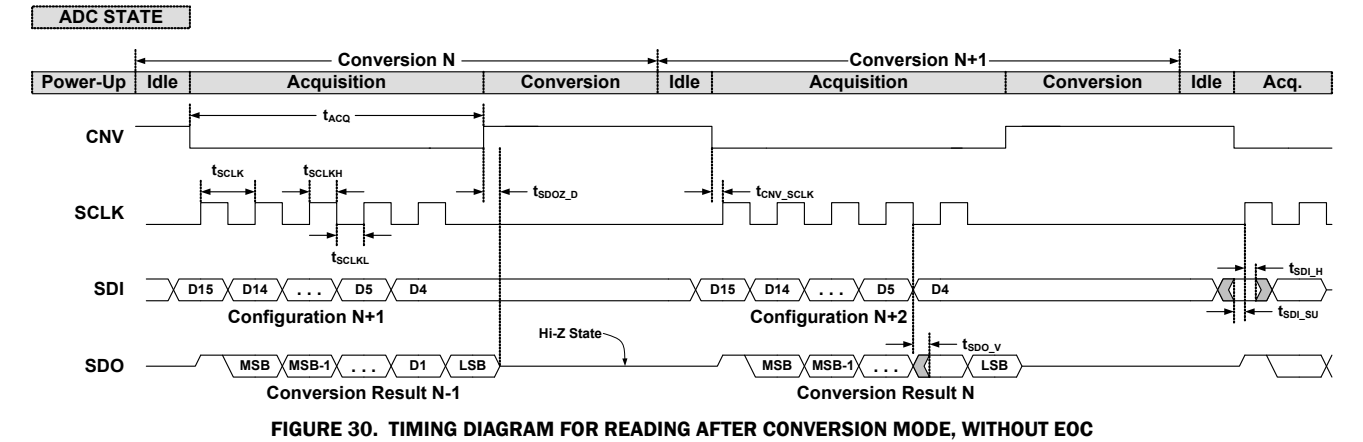 ADC STATE
Conversion N
Conversion N+1
Power-Up Idle Acquisition Conversion Idle Acquisition Conversion Idle Acq.
tACQ
CNV
tSCLK tSCLKH tSDOZ_D tCNV_SCLK
SCLK
tSCLKL
tSDI_H
SDI D15 D14 . . . D5 D4 D15 D14 . . . D5 D4
tSDI_SU
Configuration N+1 Configuration N+2
Hi-Z State
tSDO_V
SDO MSB MSB-1 . . . D1 LSB MSB MSB-1 . . . LSB
Conversion Result N-1 Conversion Result N
FIGURE 30. TIMING DIAGRAM FOR READING AFTER CONVERSION MODE, WITHOUT EOC